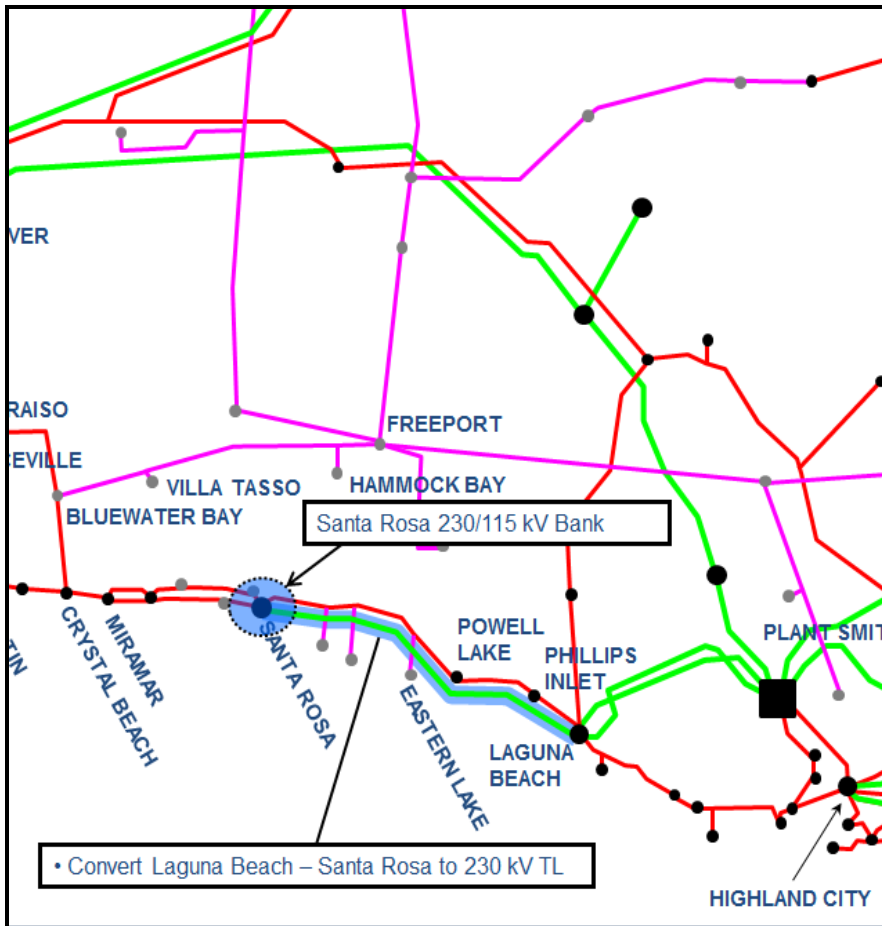 VER
RAISO
FREEPORT
CEVILLE
VILLA TASSO
HAMMOCK BAY
BLUEWATER BAY
Santa Rosa 230/115 kV Bank
TIN
CRYSTAL BEACH
MIRAMAR
SANTA ROSA
EASTERN LAKE
POWELL
LAKE
PHILLIPS
INLET
PLANT SMIT
LAGUNA
BEACH
• Convert Laguna Beach – Santa Rosa to 230 kV TL
HIGHLAND CITY